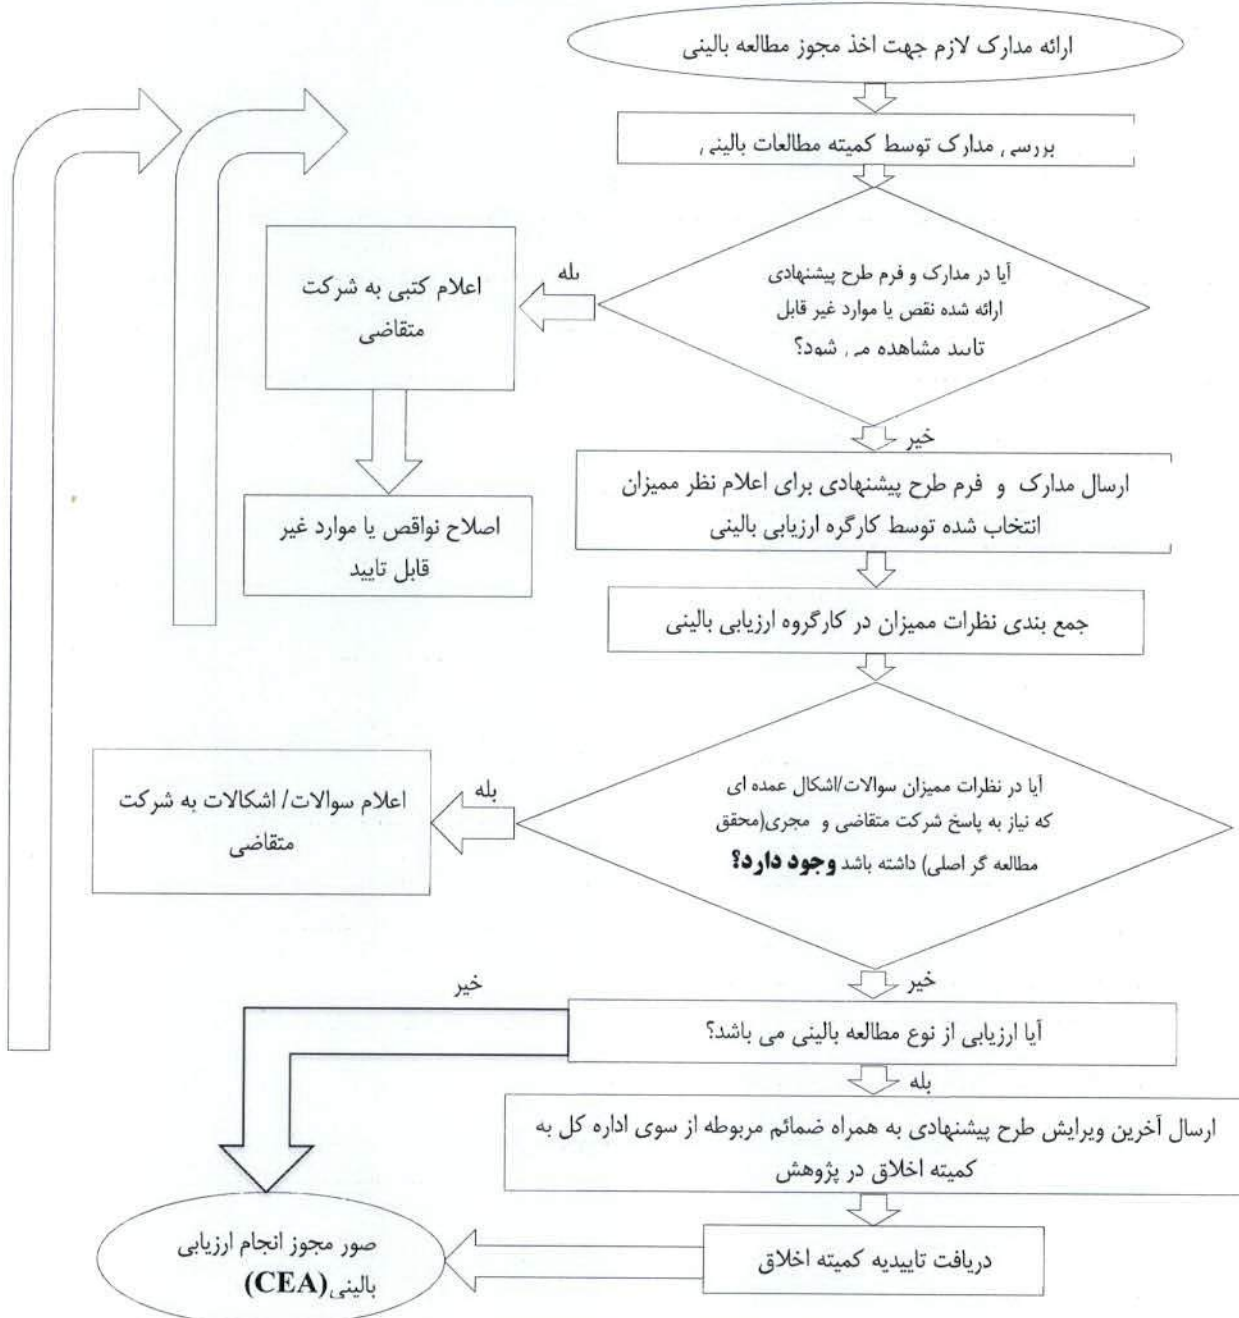 ارائه مدارک لازم جهت اخذ مجوز مطالعه بالینی
بررسی مدارک توسط کمیته مطالعات بالینی
آیا در مدارک و فرم طرح پیشنهادی
ارائه شده نقص یا موارد غیر قابل
تایید مشاهده می شود؟
بله
اعلام کتبی به شرکت
متقاضی
اصلاح نواقص یا موارد غیر
قابل تایید
خیر
ارسال مدارک و فرم طرح پیشنهادی برای اعلام نظر ممیزان
انتخاب شده توسط کارگره ارزیابی بالینی
جمع بندی نظرات ممیزان در کارگروه ارزیابی بالینی
آیا در نظرات ممیزان سوالات/اشکال عمده ای
که نیاز به پاسخ شرکت متقاضی و مجری(محقق
مطالعه گر اصلی) داشته باشد وجود دارد؟
بله
اعلام سوالات/ اشکالات به شرکت
متقاضی
خیر
آیا ارزیابی از نوع مطالعه بالینی می باشد؟
خیر
بله
ارسال آخرین ویرایش طرح پیشنهادی به همراه ضمائم مربوطه از سوی اداره کل به
کمیته اخلاق در پژوهش
دریافت تاییدیه کمیته اخلاق
صور مجوز انجام ارزیابی
بالینی(CEA)